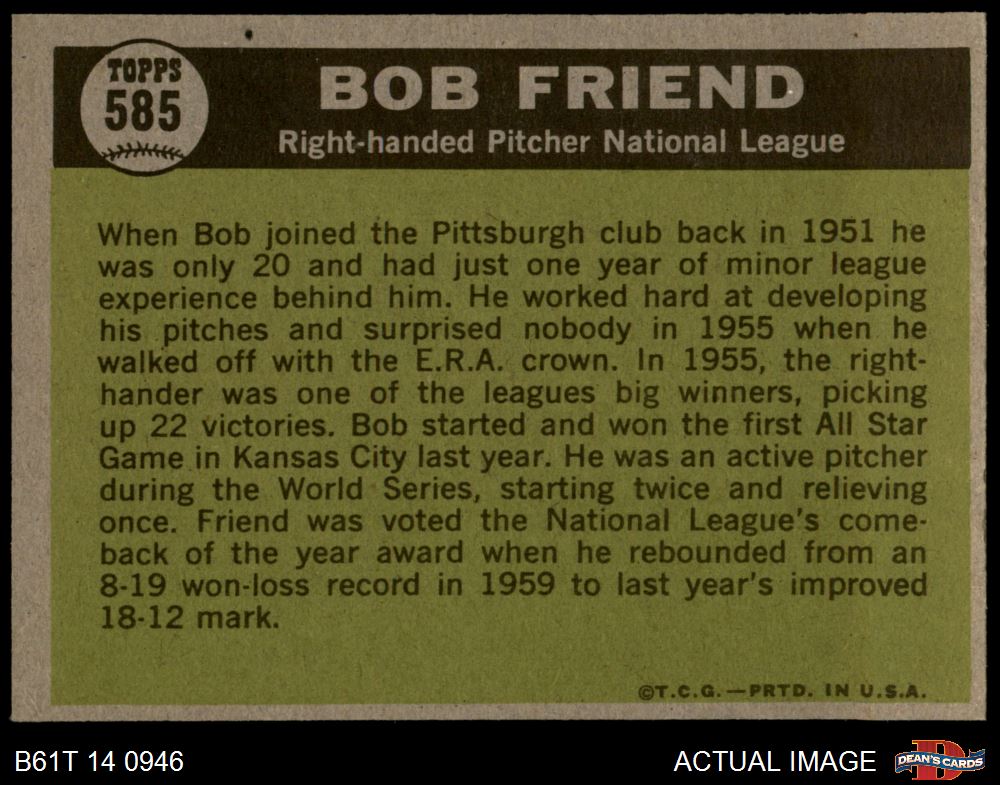 TOPPS
585
BOB FRIEND
Right-handed Pitcher National League
When Bob joined the Pittsburgh club back in 1951 he
was only 20 and had just one year of minor league
experience behind him. He worked hard at developing
his pitches and surprised nobody in 1955 when he
walked off with the E.R.A. crown. In 1955, the right-
hander was one of the leagues big winners, picking
up 22 victories. Bob started and won the first All Star
Game in Kansas City last year. He was an active pitcher
during the World Series, starting twice and relieving
once. Friend was voted the National League's come-
back of the year award when he rebounded from an
8-19 won-loss record in 1959 to last year's improved
18-12 mark.
©T.C.G.—PRTD. IN U.S.A.
B61T 14 0946
ACTUAL IMAGE
D
DEAN'S CARDS